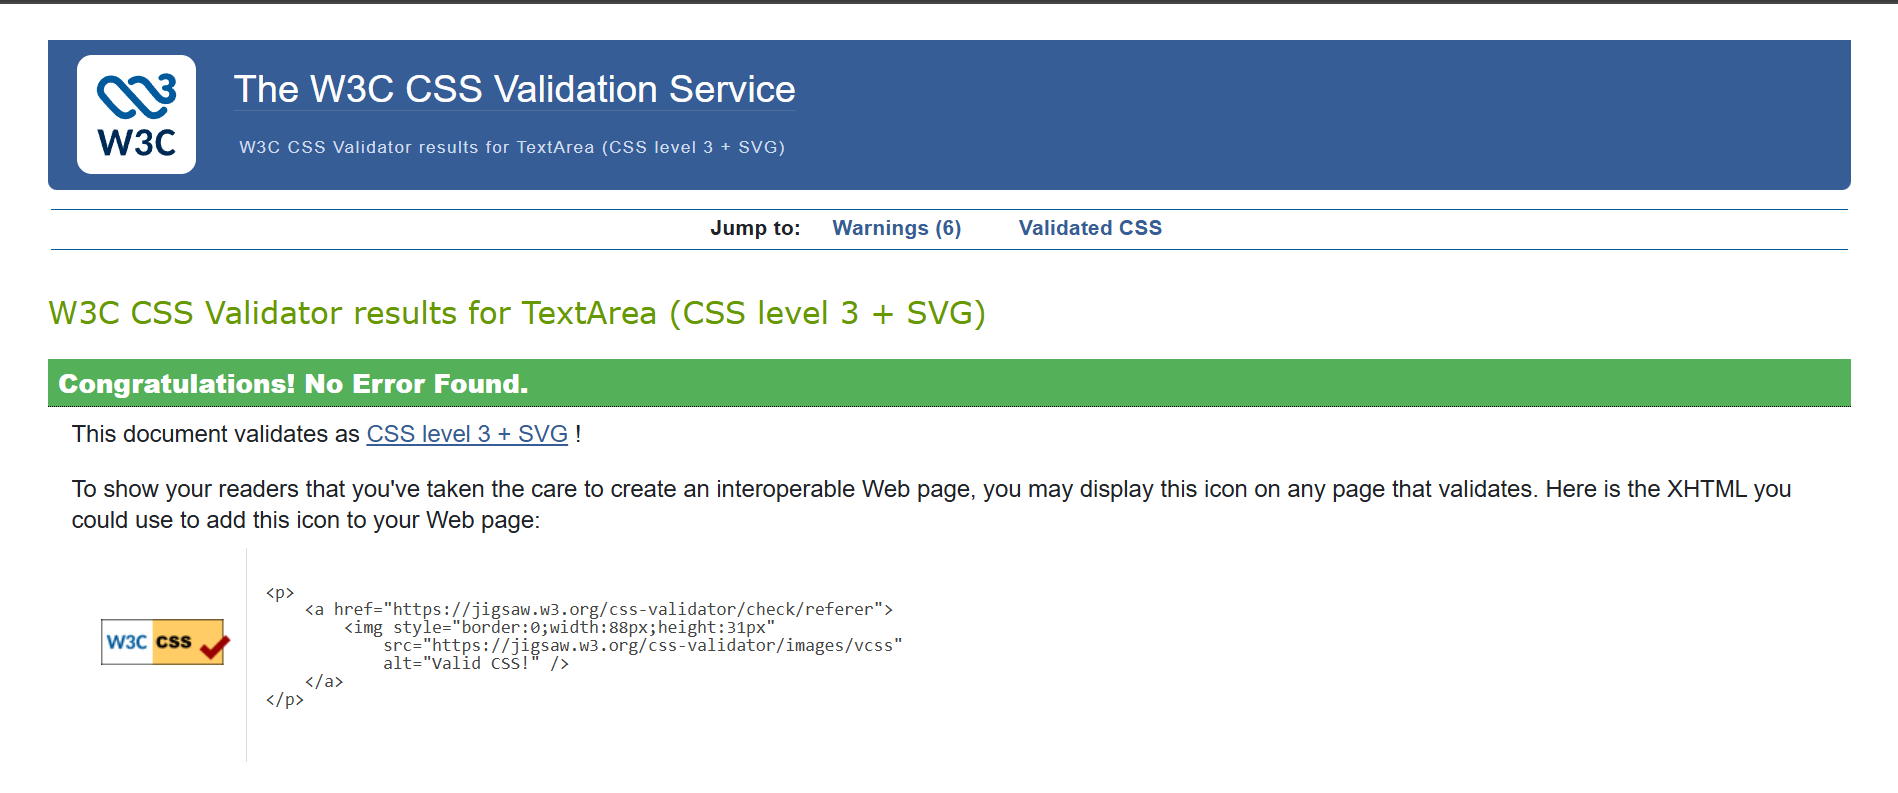 W3C
The W3C CSS Validation Service
W3C CSS Validator results for TextArea (CSS level 3 + SVG)
Jump to: Warnings (6) Validated CSS
W3C CSS Validator results for TextArea (CSS level 3 + SVG)
Congratulations! No Error Found.
This document validates as CSS level 3 + SVG !
To show your readers that you've taken the care to create an interoperable Web page, you may display this icon on any page that validates. Here is the XHTML you
could use to add this icon to your Web page:
W3C css
<p>
    <a href="https://jigsaw.w3.org/css-validator/check/referer">
        <img style="border:0;width:88px;height:31px"
            src="https://jigsaw.w3.org/css-validator/images/vcss"
            alt="Valid CSS!" />
    </a>
</p>